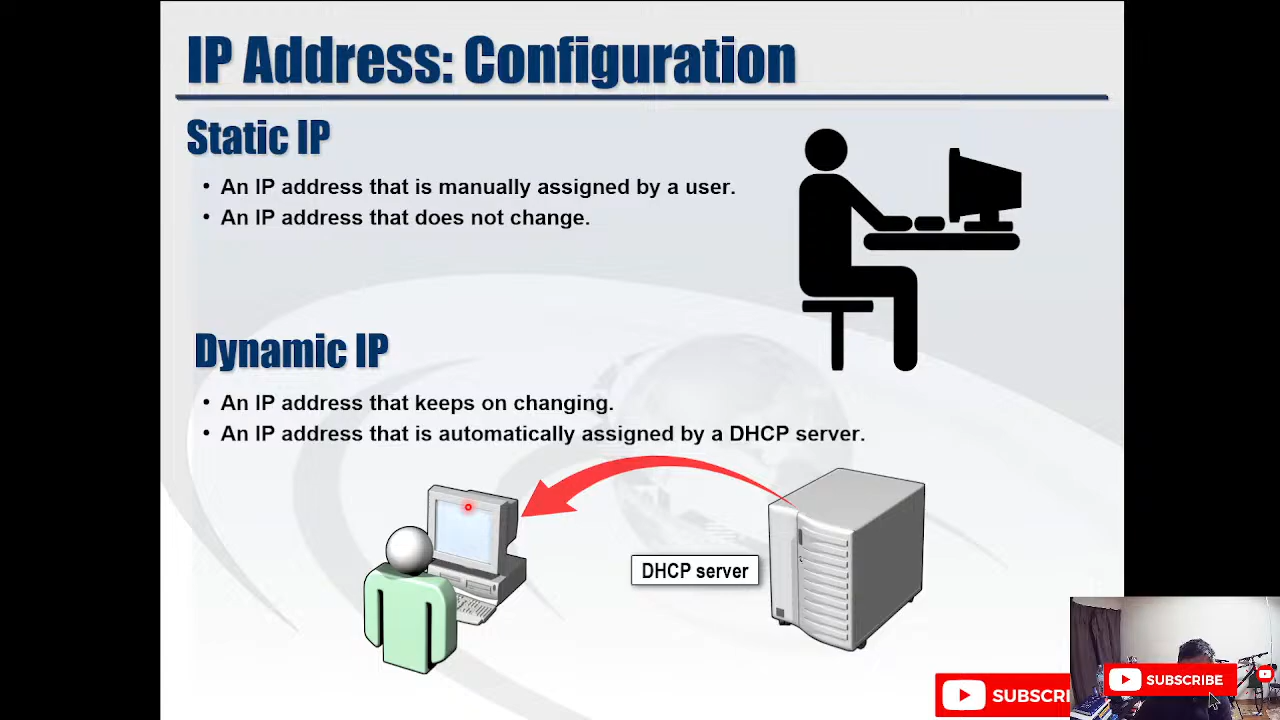 IP Address: Configuration
Static IP
• An IP address that is manually assigned by a user.
• An IP address that does not change.
Dynamic IP
• An IP address that keeps on changing.
• An IP address that is automatically assigned by a DHCP server.
DHCP server
SUBSCRIBE
SUBSCRI